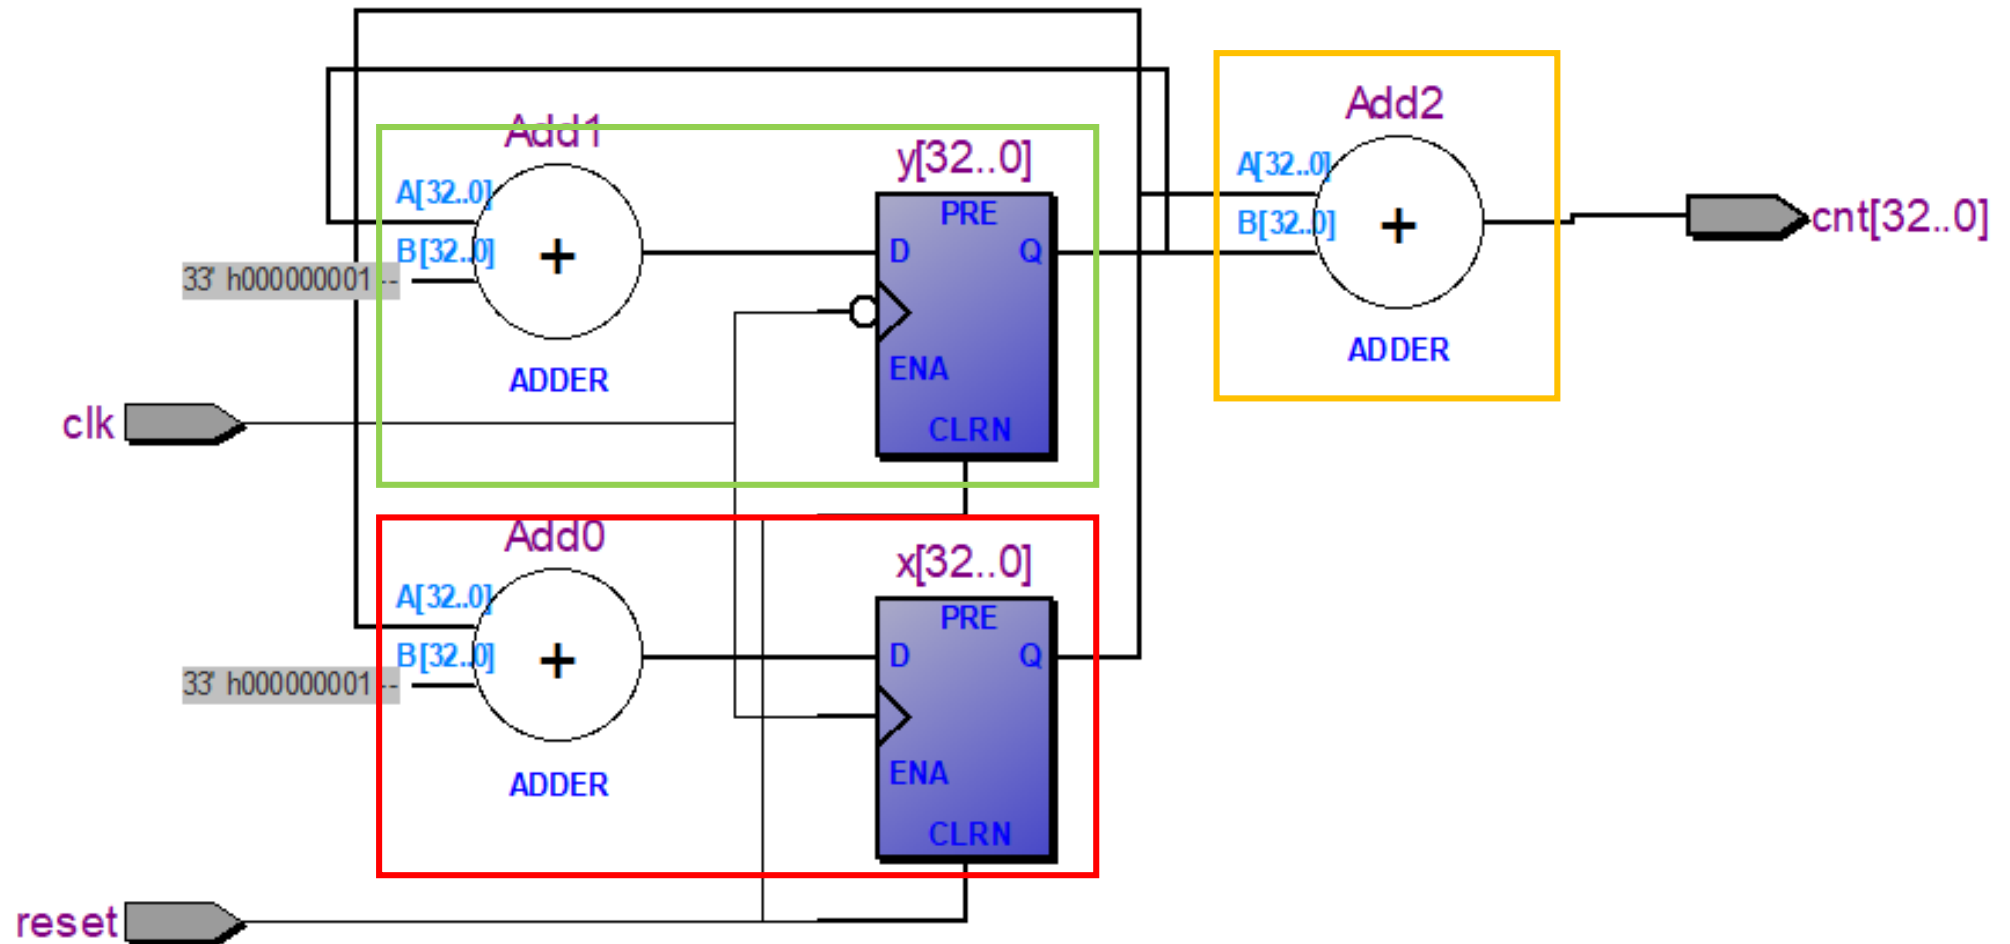 Add1
A[32..0]
B[32..0]
33' h000000001 --
+
ADDER
y[32..0]
PRE
D
Q
ENA
CLRN
Add2
A[32..0]
B[32..0]
+
ADDER
cnt[32..0]
clk
Add0
A[32..0]
B[32..0]
33' h000000001 --
+
ADDER
x[32..0]
PRE
D
Q
ENA
CLRN
reset